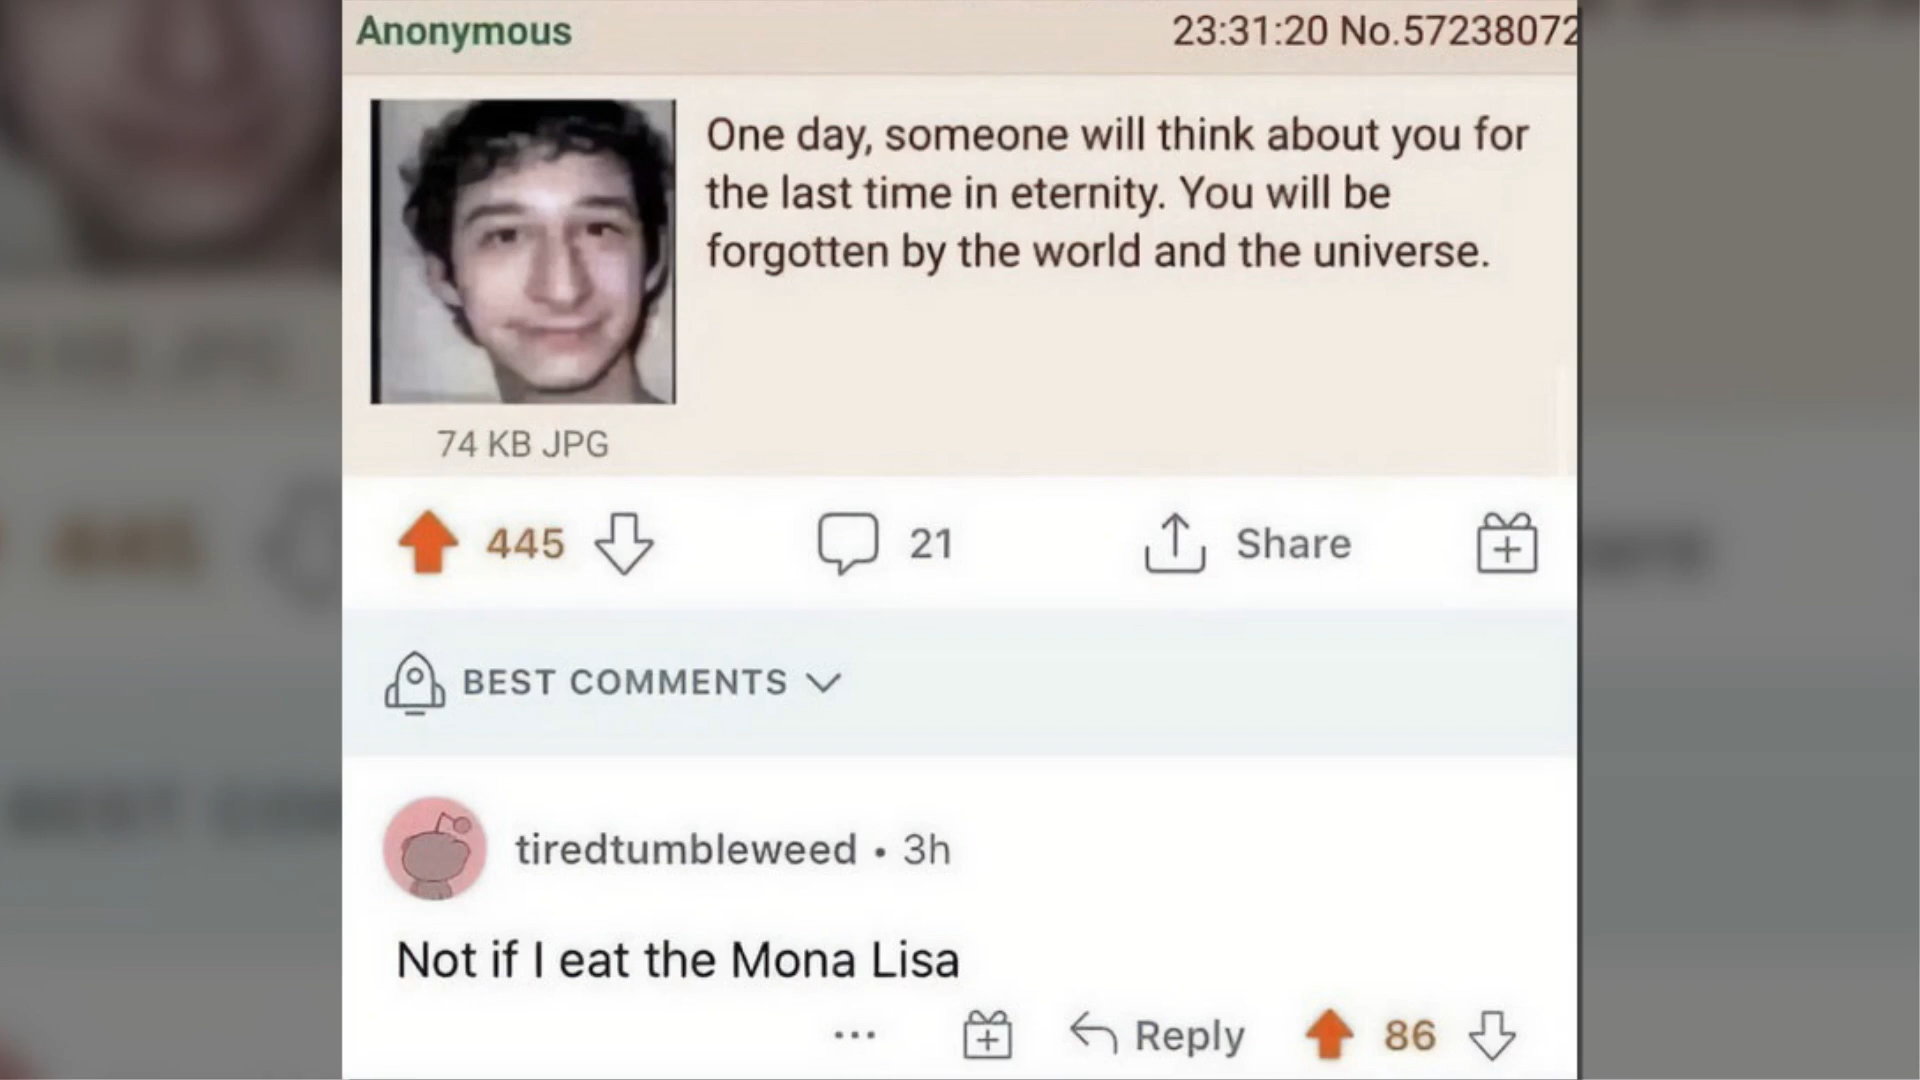 Anonymous 23:31:20 No.57238072
One day, someone will think about you for
the last time in eternity. You will be
forgotten by the world and the universe.
74 KB JPG
445 21 Share
BEST COMMENTS
tiredtumbleweed • 3h
Not if I eat the Mona Lisa
... Reply 86